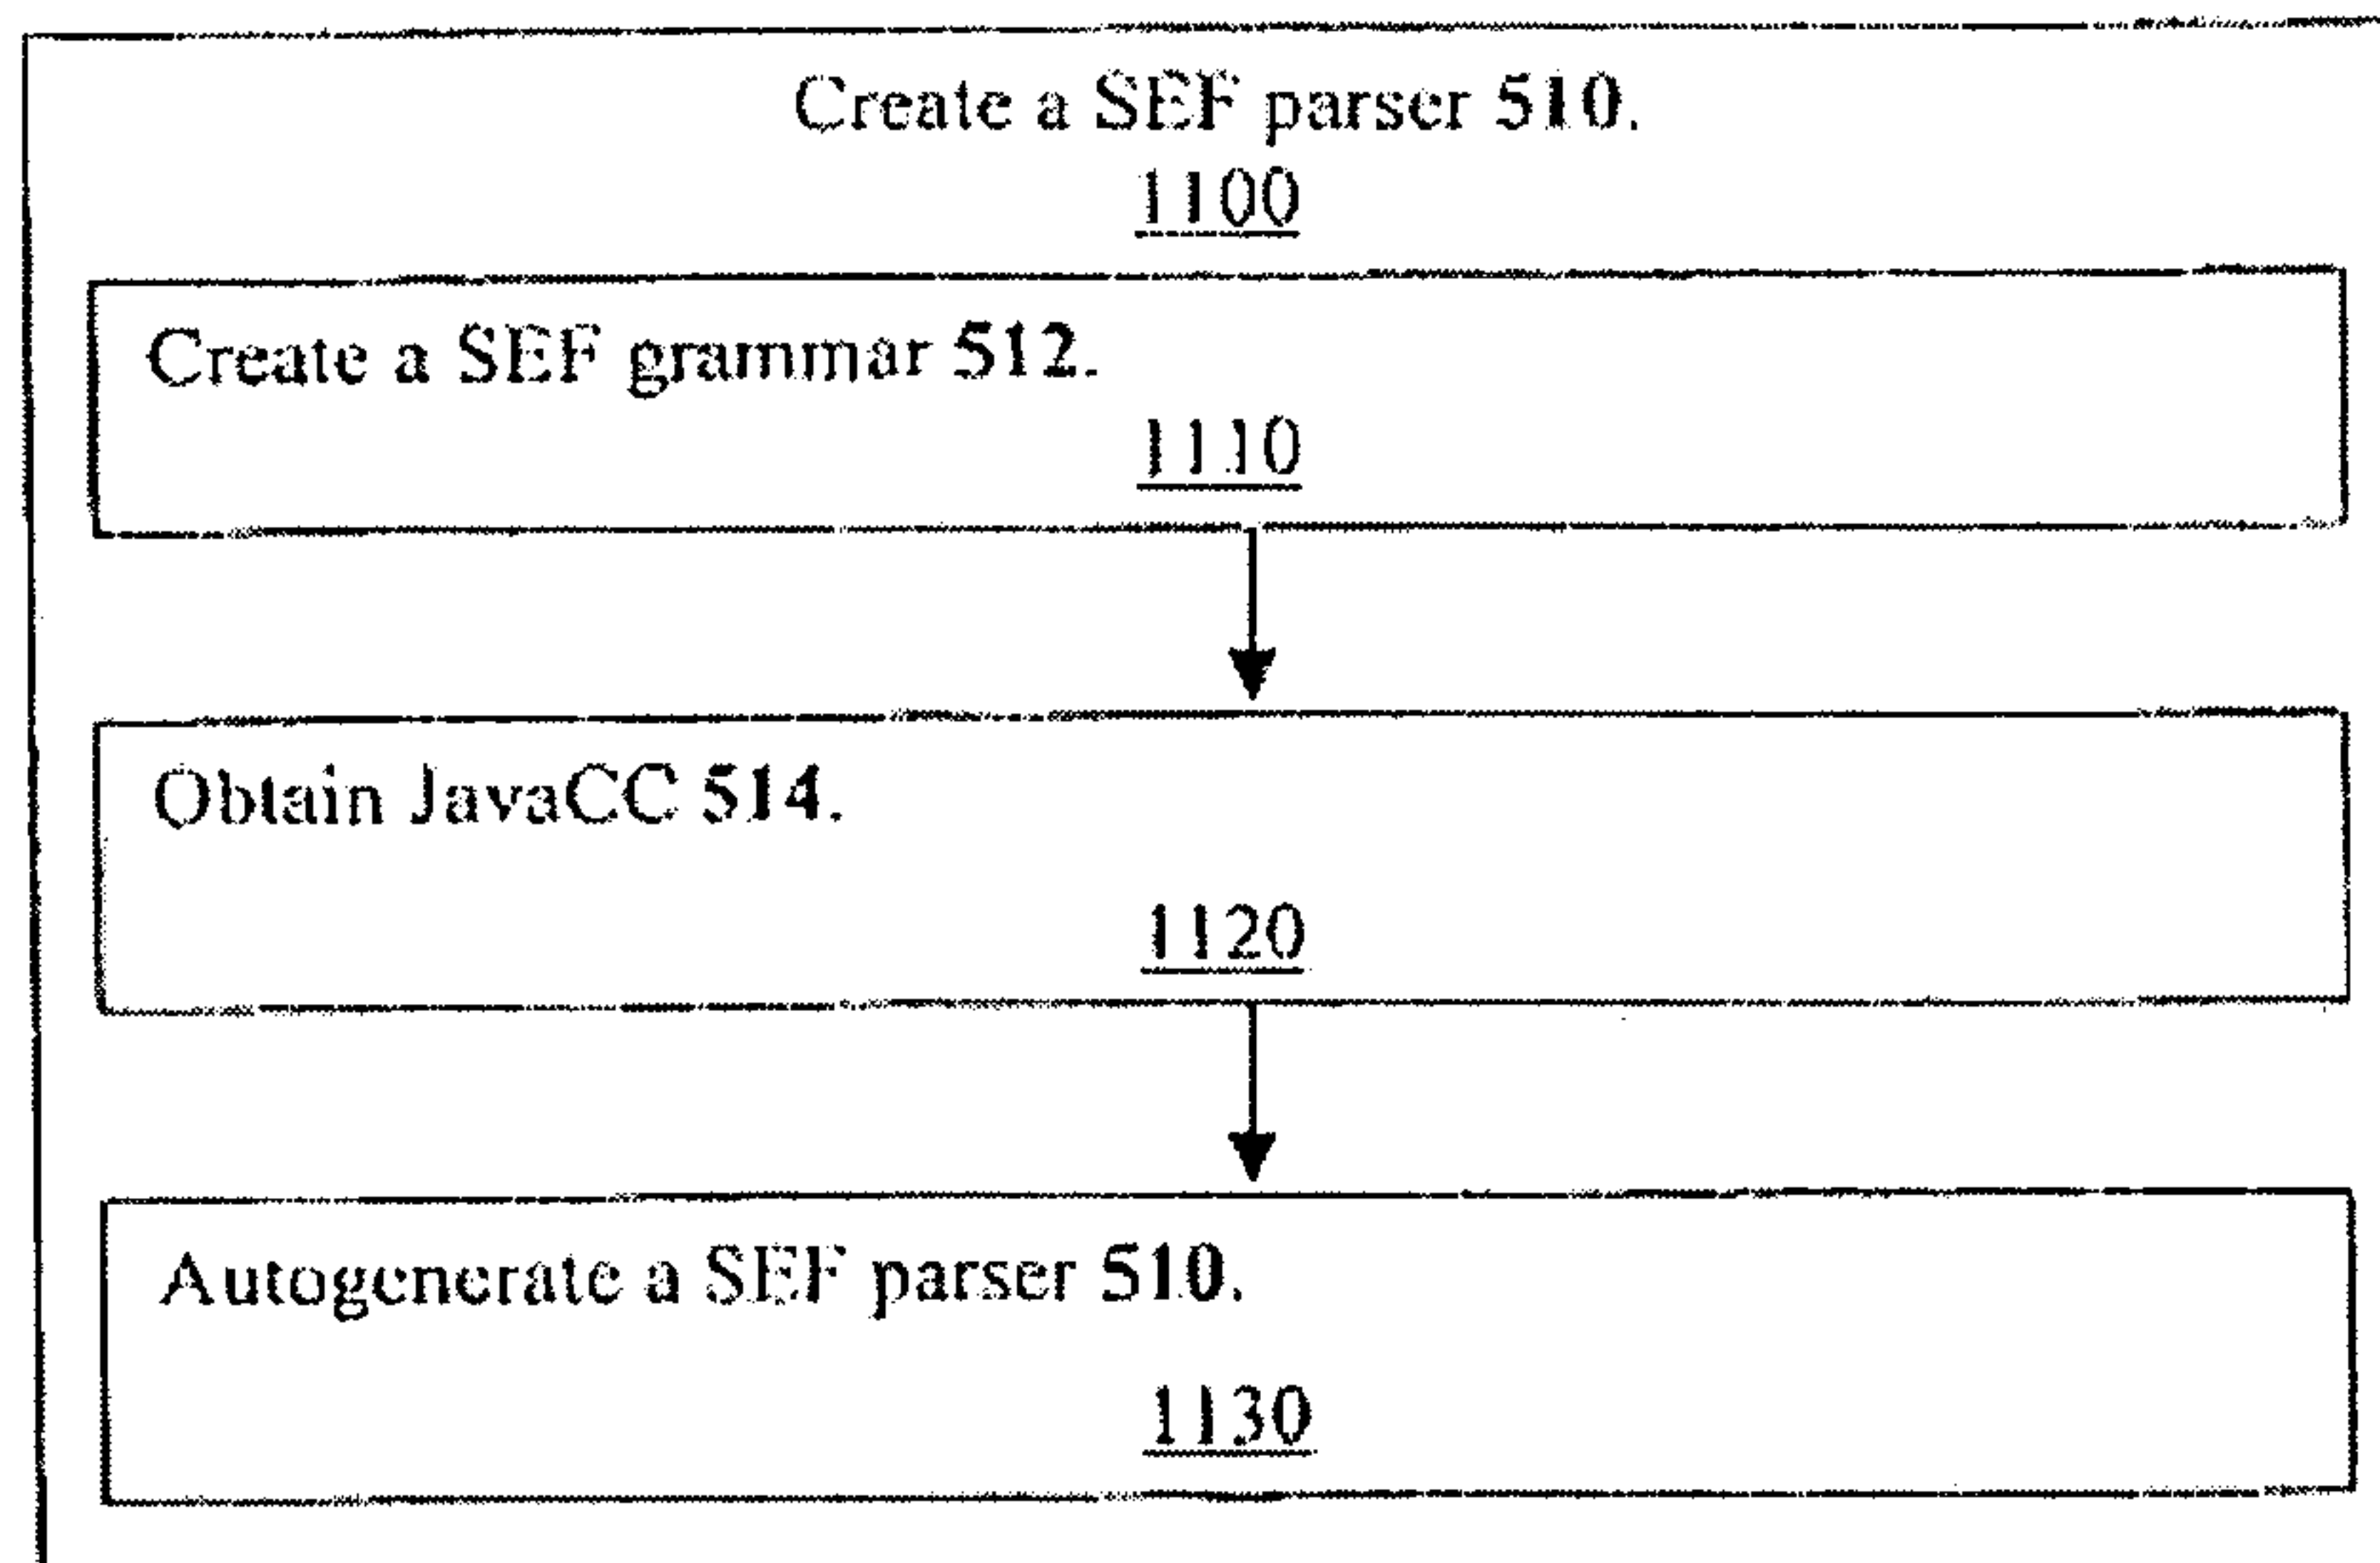 Create a SEF parser 510.
1100
Create a SEF grammar 512.
1110
Obtain JavaCC 514.
1120
Autogenerate a SEF parser 510.
1130